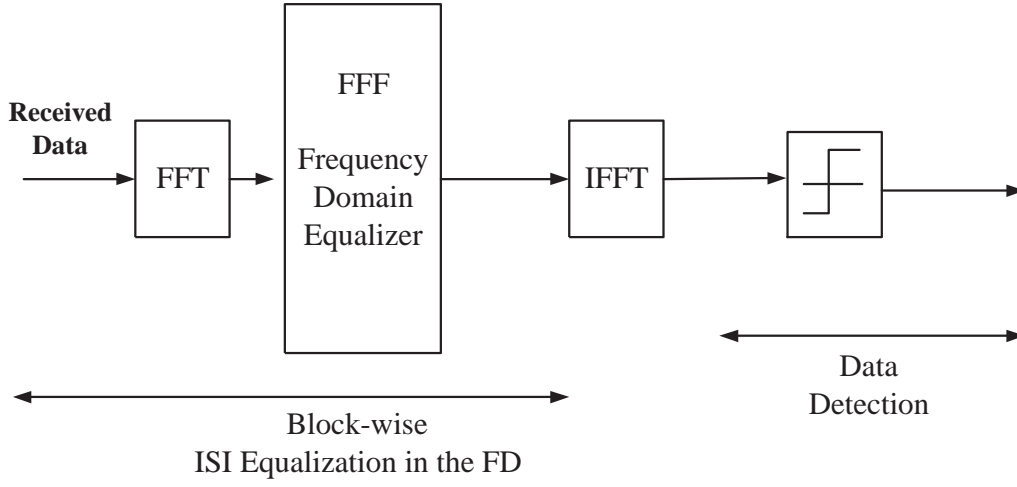 Received
Data
FFT
FFF
Frequency
Domain
Equalizer
IFFT
Block-wise
ISI Equalization in the FD
Data
Detection